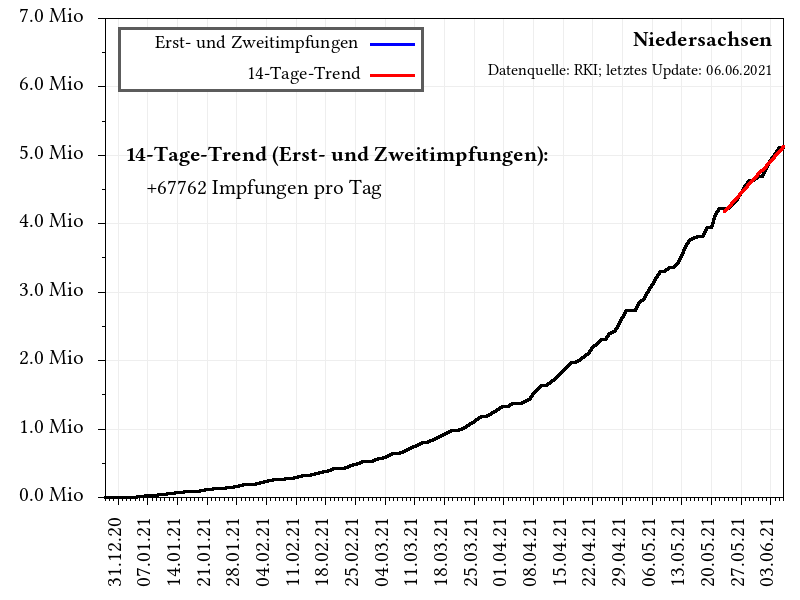 7.0 Mio
6.0 Mio
5.0 Mio
4.0 Mio
3.0 Mio
2.0 Mio
1.0 Mio
0.0 Mio
Erst- und Zweitimpfungen
14-Tage-Trend
Niedersachsen
Datenquelle: RKI; letztes Update: 06.06.2021
14-Tage-Trend (Erst- und Zweitimpfungen):
+67762 Impfungen pro Tag
31.12.20
07.01.21
14.01.21
21.01.21
28.01.21
04.02.21
11.02.21
18.02.21
25.02.21
04.03.21
11.03.21
18.03.21
25.03.21
01.04.21
08.04.21
15.04.21
22.04.21
29.04.21
06.05.21
13.05.21
20.05.21
27.05.21
03.06.21